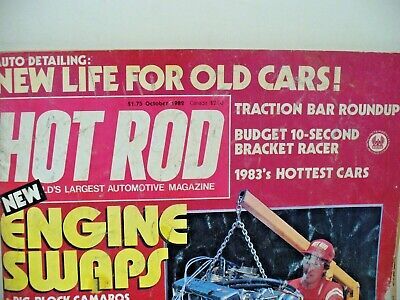 AUTO DETAILING:
NEW LIFE FOR OLD CARS!
$1.75 October 1982 Canada
TRACTION BAR ROUNDUP
HOT ROD
BUDGET 10-SECOND
BRACKET RACER
1983's HOTTEST CARS
LD'S LARGEST AUTOMOTIVE MAGAZINE
NEW
ENGINE
SWAPS
BIG-BLOCK CAMAROS